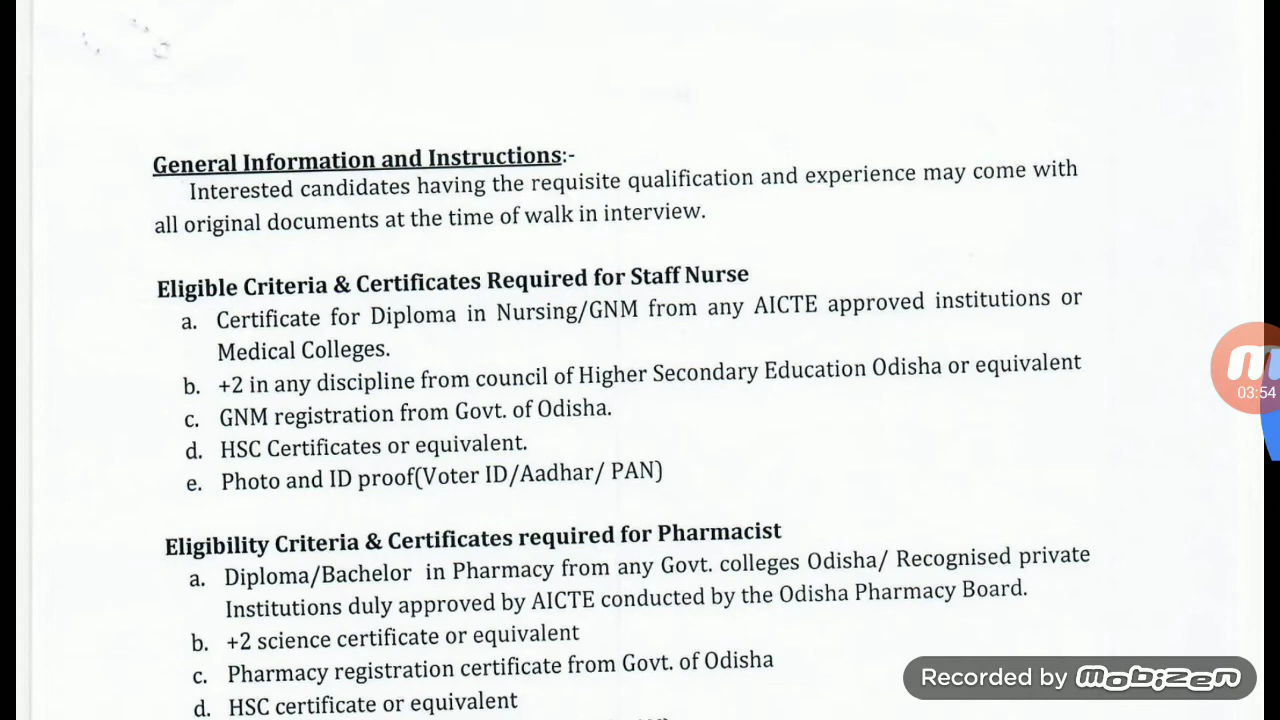 General Information and Instructions:-
Interested candidates having the requisite qualification and experience may come with
all original documents at the time of walk in interview.
Eligible Criteria & Certificates Required for Staff Nurse
a. Certificate for Diploma in Nursing/GNM from any AICTE approved institutions or
Medical Colleges.
b. +2 in any discipline from council of Higher Secondary Education Odisha or equivalent
c. GNM registration from Govt. of Odisha.
d. HSC Certificates or equivalent.
e. Photo and ID proof(Voter ID/Aadhar/ PAN)
Eligibility Criteria & Certificates required for Pharmacist
a. Diploma/Bachelor in Pharmacy from any Govt. colleges Odisha/ Recognised private
Institutions duly approved by AICTE conducted by the Odisha Pharmacy Board.
b. +2 science certificate or equivalent
c. Pharmacy registration certificate from Govt. of Odisha
d. HSC certificate or equivalent
03:54
Recorded by Mobizen